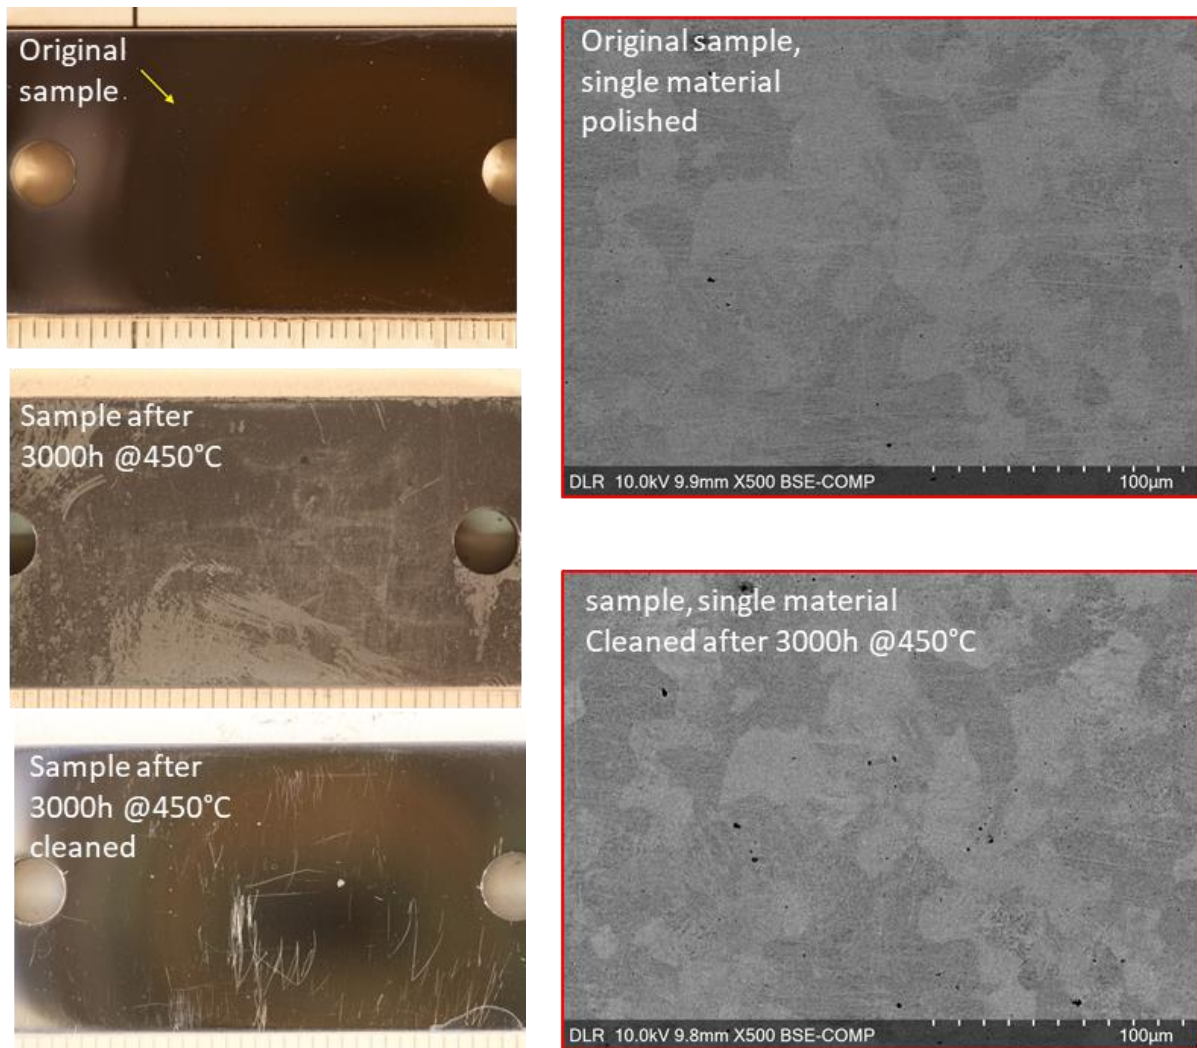 Original
sample
Original sample,
single material
polished
DLR 10.0kV 9.9mm X500 BSE-COMP
100µm
Sample after
3000h @450°C
sample, single material
Cleaned after 3000h @450°C
DLR 10.0kV 9.8mm X500 BSE-COMP
100µm
Sample after
3000h @450°C
cleaned